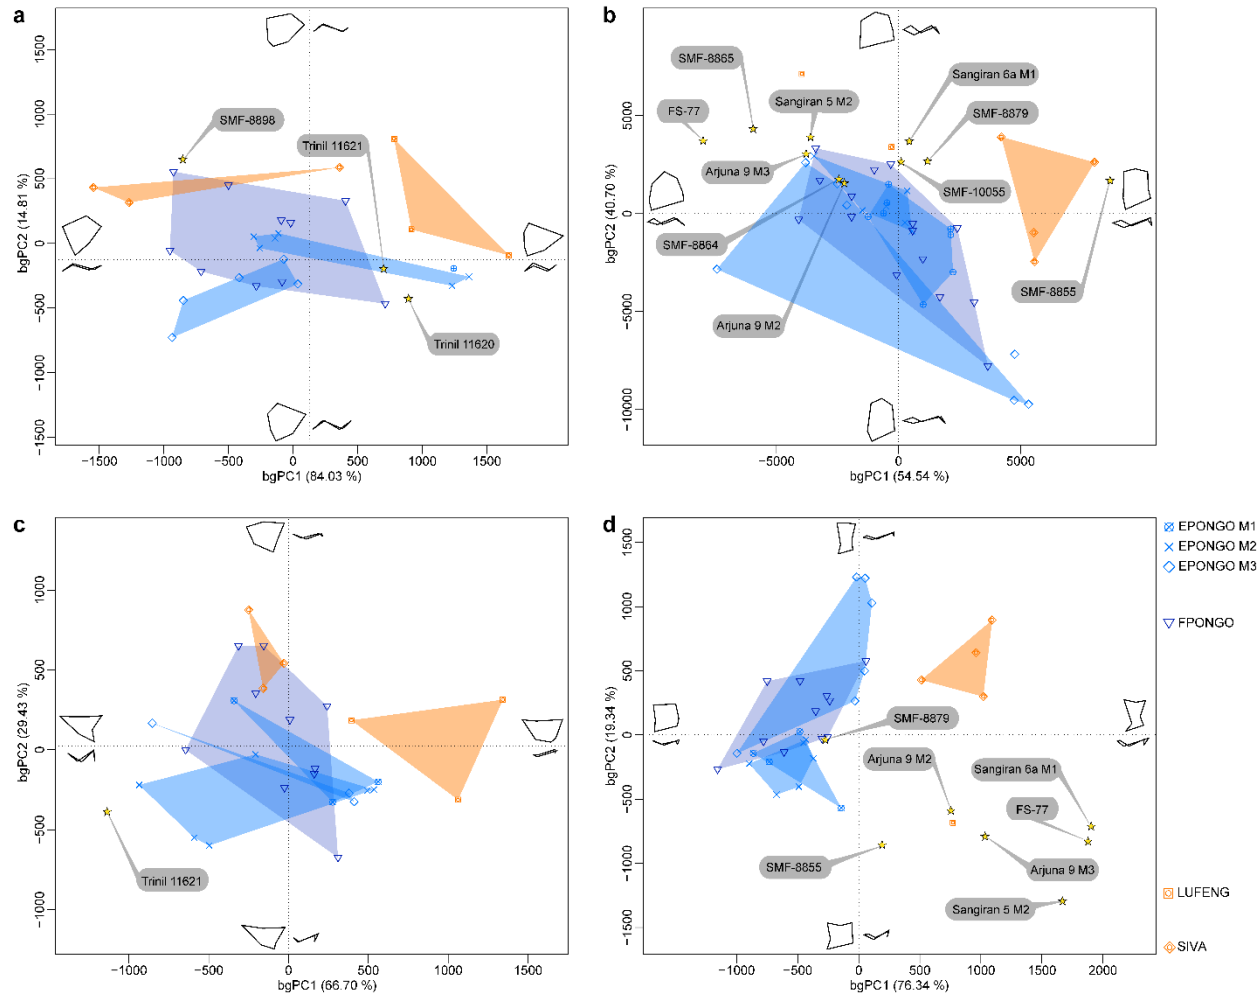 a
1500
1000
500
0
−500
−1000
−1500
bgPC2 (14.81 %)
SMF-8898
Trinil 11621
Trinil 11620
−1500 −1000 −500 0 500 1000 1500
bgPC1 (84.03 %)
b
5000
0
−5000
−10000
bgPC2 (40.70 %)
SMF-8865
FS-77
Sangiran 5 M2
Sangiran 6a M1
SMF-8879
Arjuna 9 M3
SMF-10055
SMF-8864
SMF-8855
Arjuna 9 M2
−5000 0 5000
bgPC1 (54.54 %)
c
1000
500
0
−500
−1000
bgPC2 (29.43 %)
Trinil 11621
−1000 −500 0 500 1000 1500
bgPC1 (66.70 %)
d
1500
1000
500
0
−500
−1000
−1500
bgPC2 (19.34 %)
SMF-8879
Arjuna 9 M2
Sangiran 6a M1
FS-77
SMF-8855
Arjuna 9 M3
Sangiran 5 M2
−1000 −500 0 500 1000 1500 2000
bgPC1 (76.34 %)
EPONGO M1
EPONGO M2
EPONGO M3
FPONGO
LUFENG
SIVA